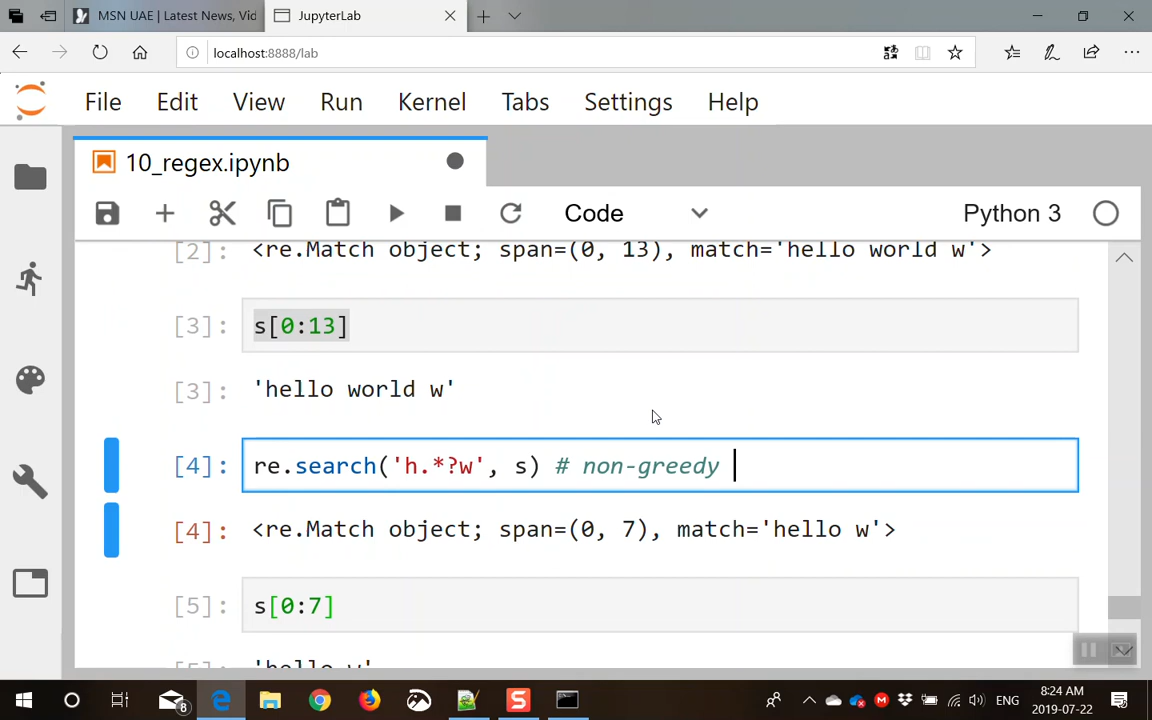 MSN UAE | Latest News, Vid
JupyterLab
localhost:8888/lab
File Edit View Run Kernel Tabs Settings Help
10_regex.ipynb
Code
Python 3
[2]: <re.Match object; span=(0, 13), match='hello world w'>
[3]: s[0:13]
[3]: 'hello world w'
[4]: re.search('h.*?w', s) # non-greedy
[4]: <re.Match object; span=(0, 7), match='hello w'>
[5]: s[0:7]
[5]: 'hello w'
8
ENG
8:24 AM
2019-07-22